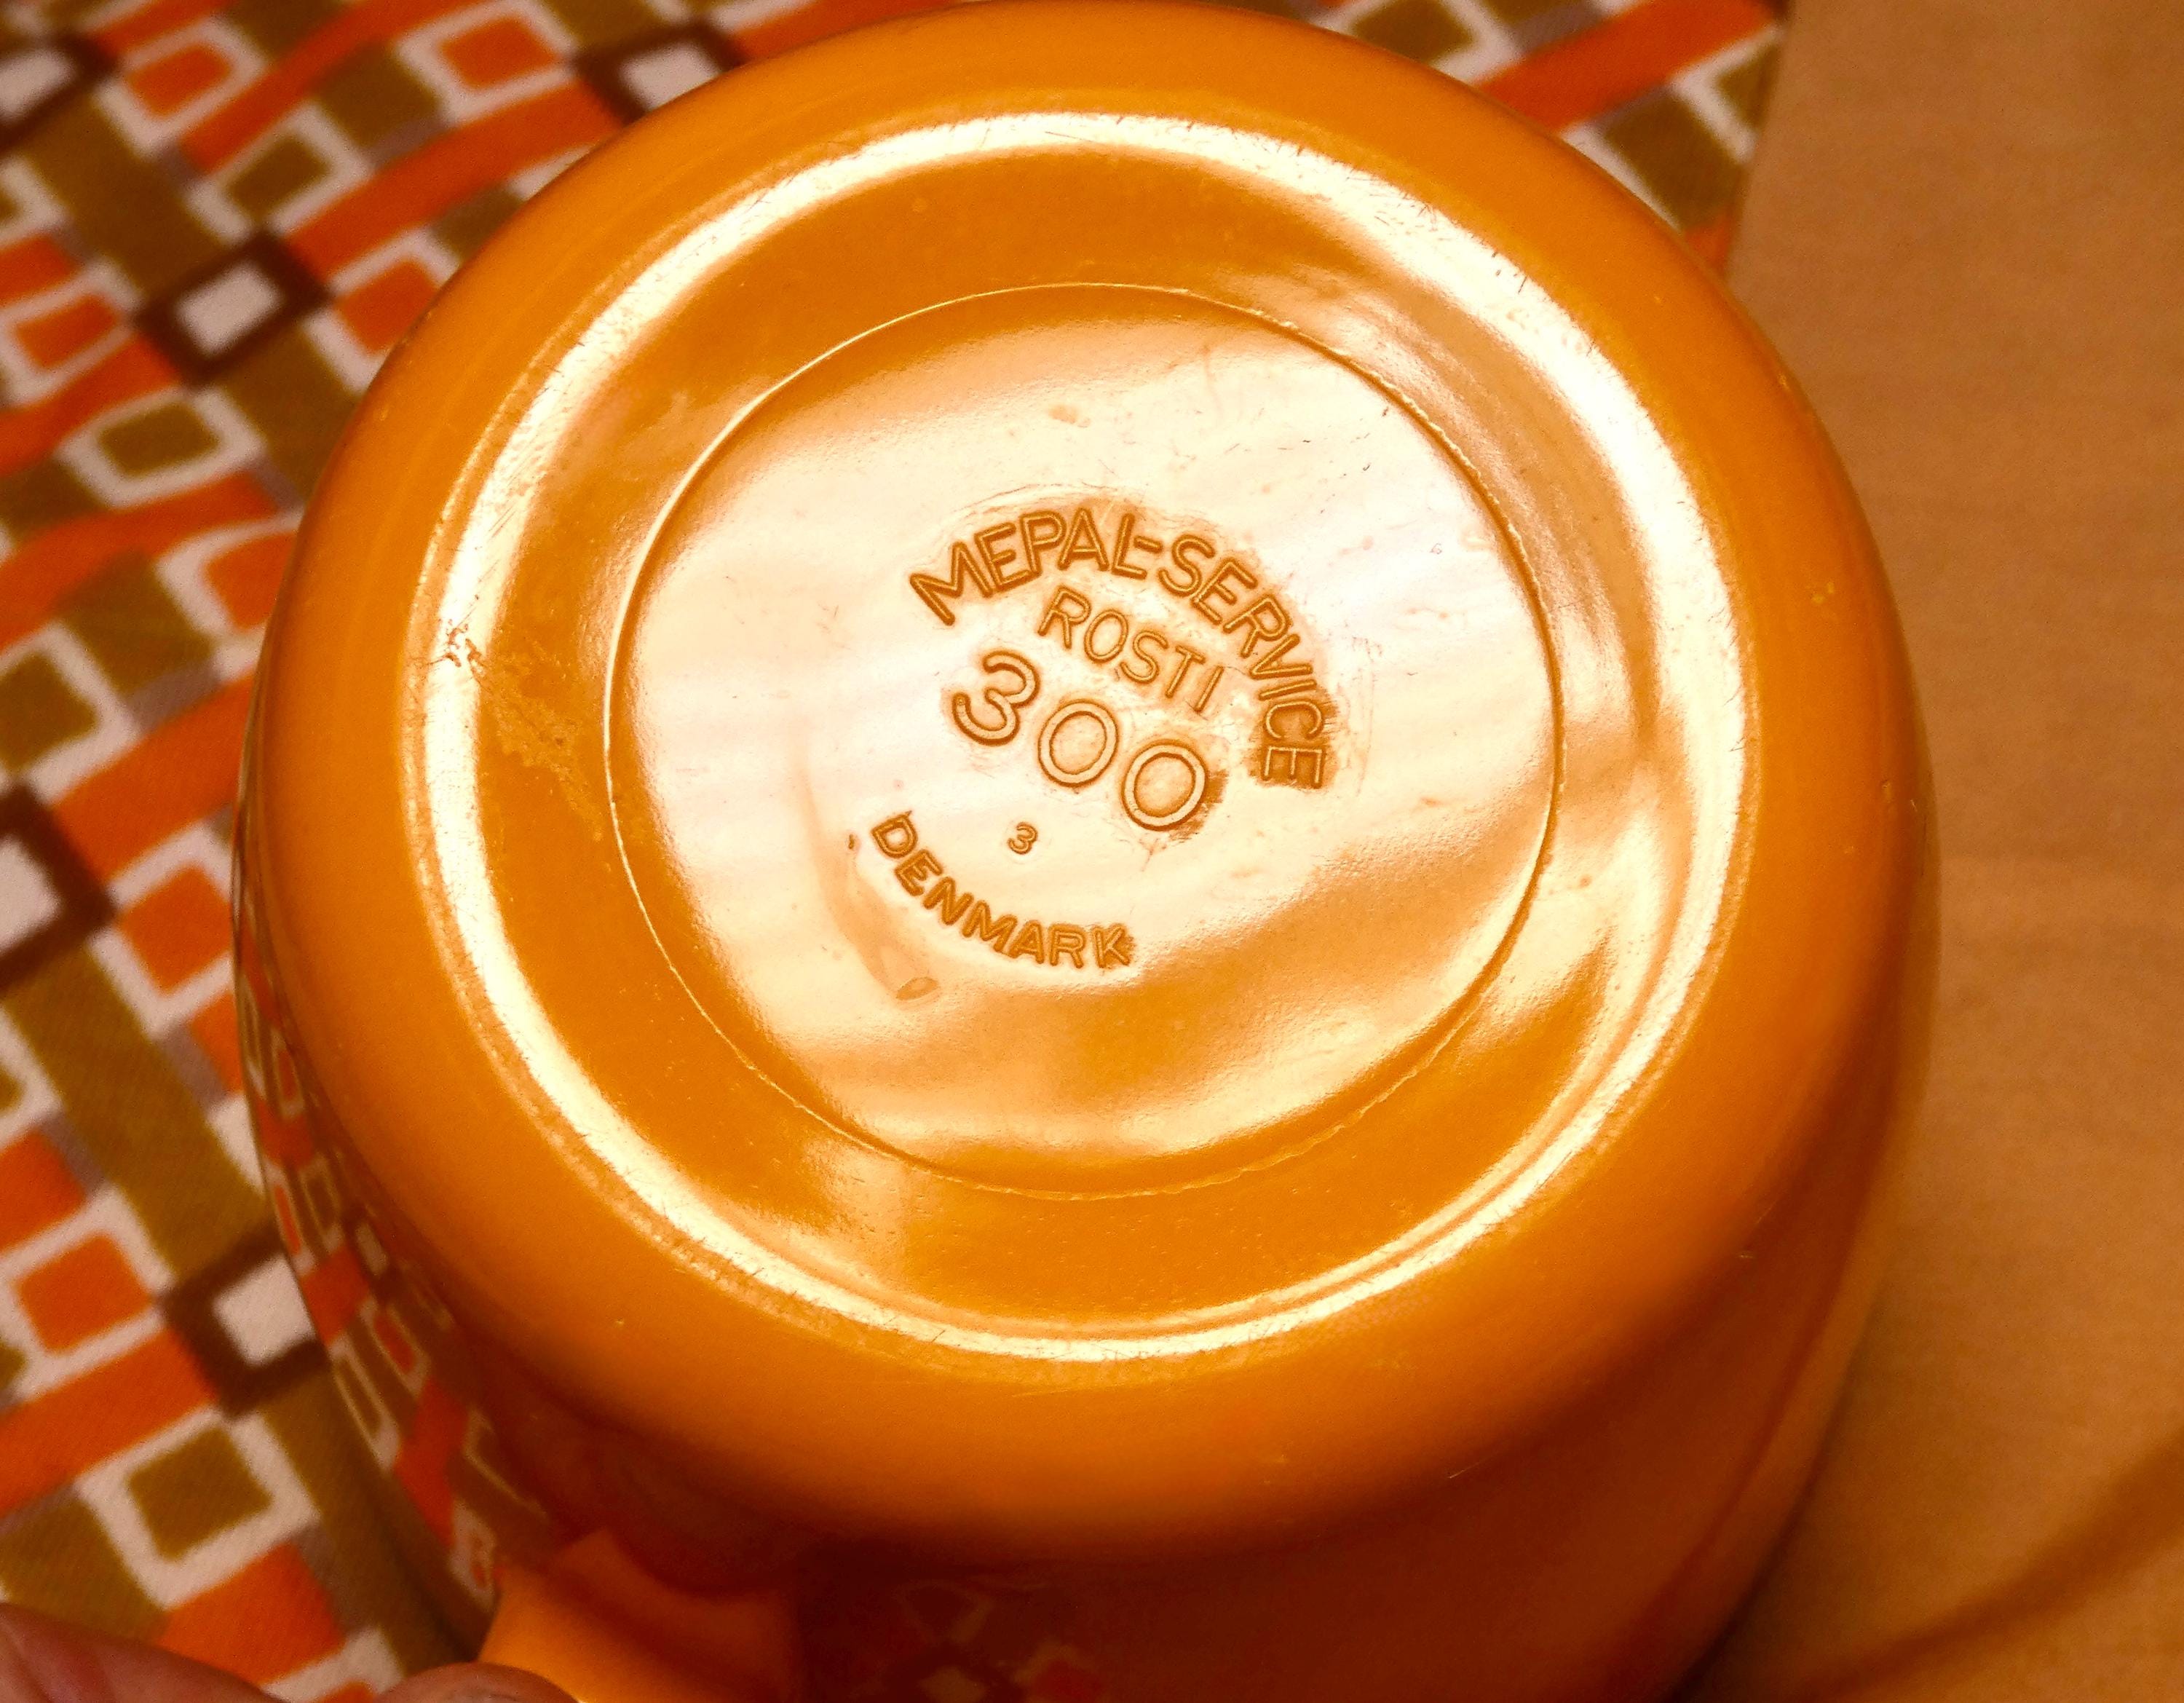 MEPAL-SERVICE
ROSTI
300
3
DENMARK